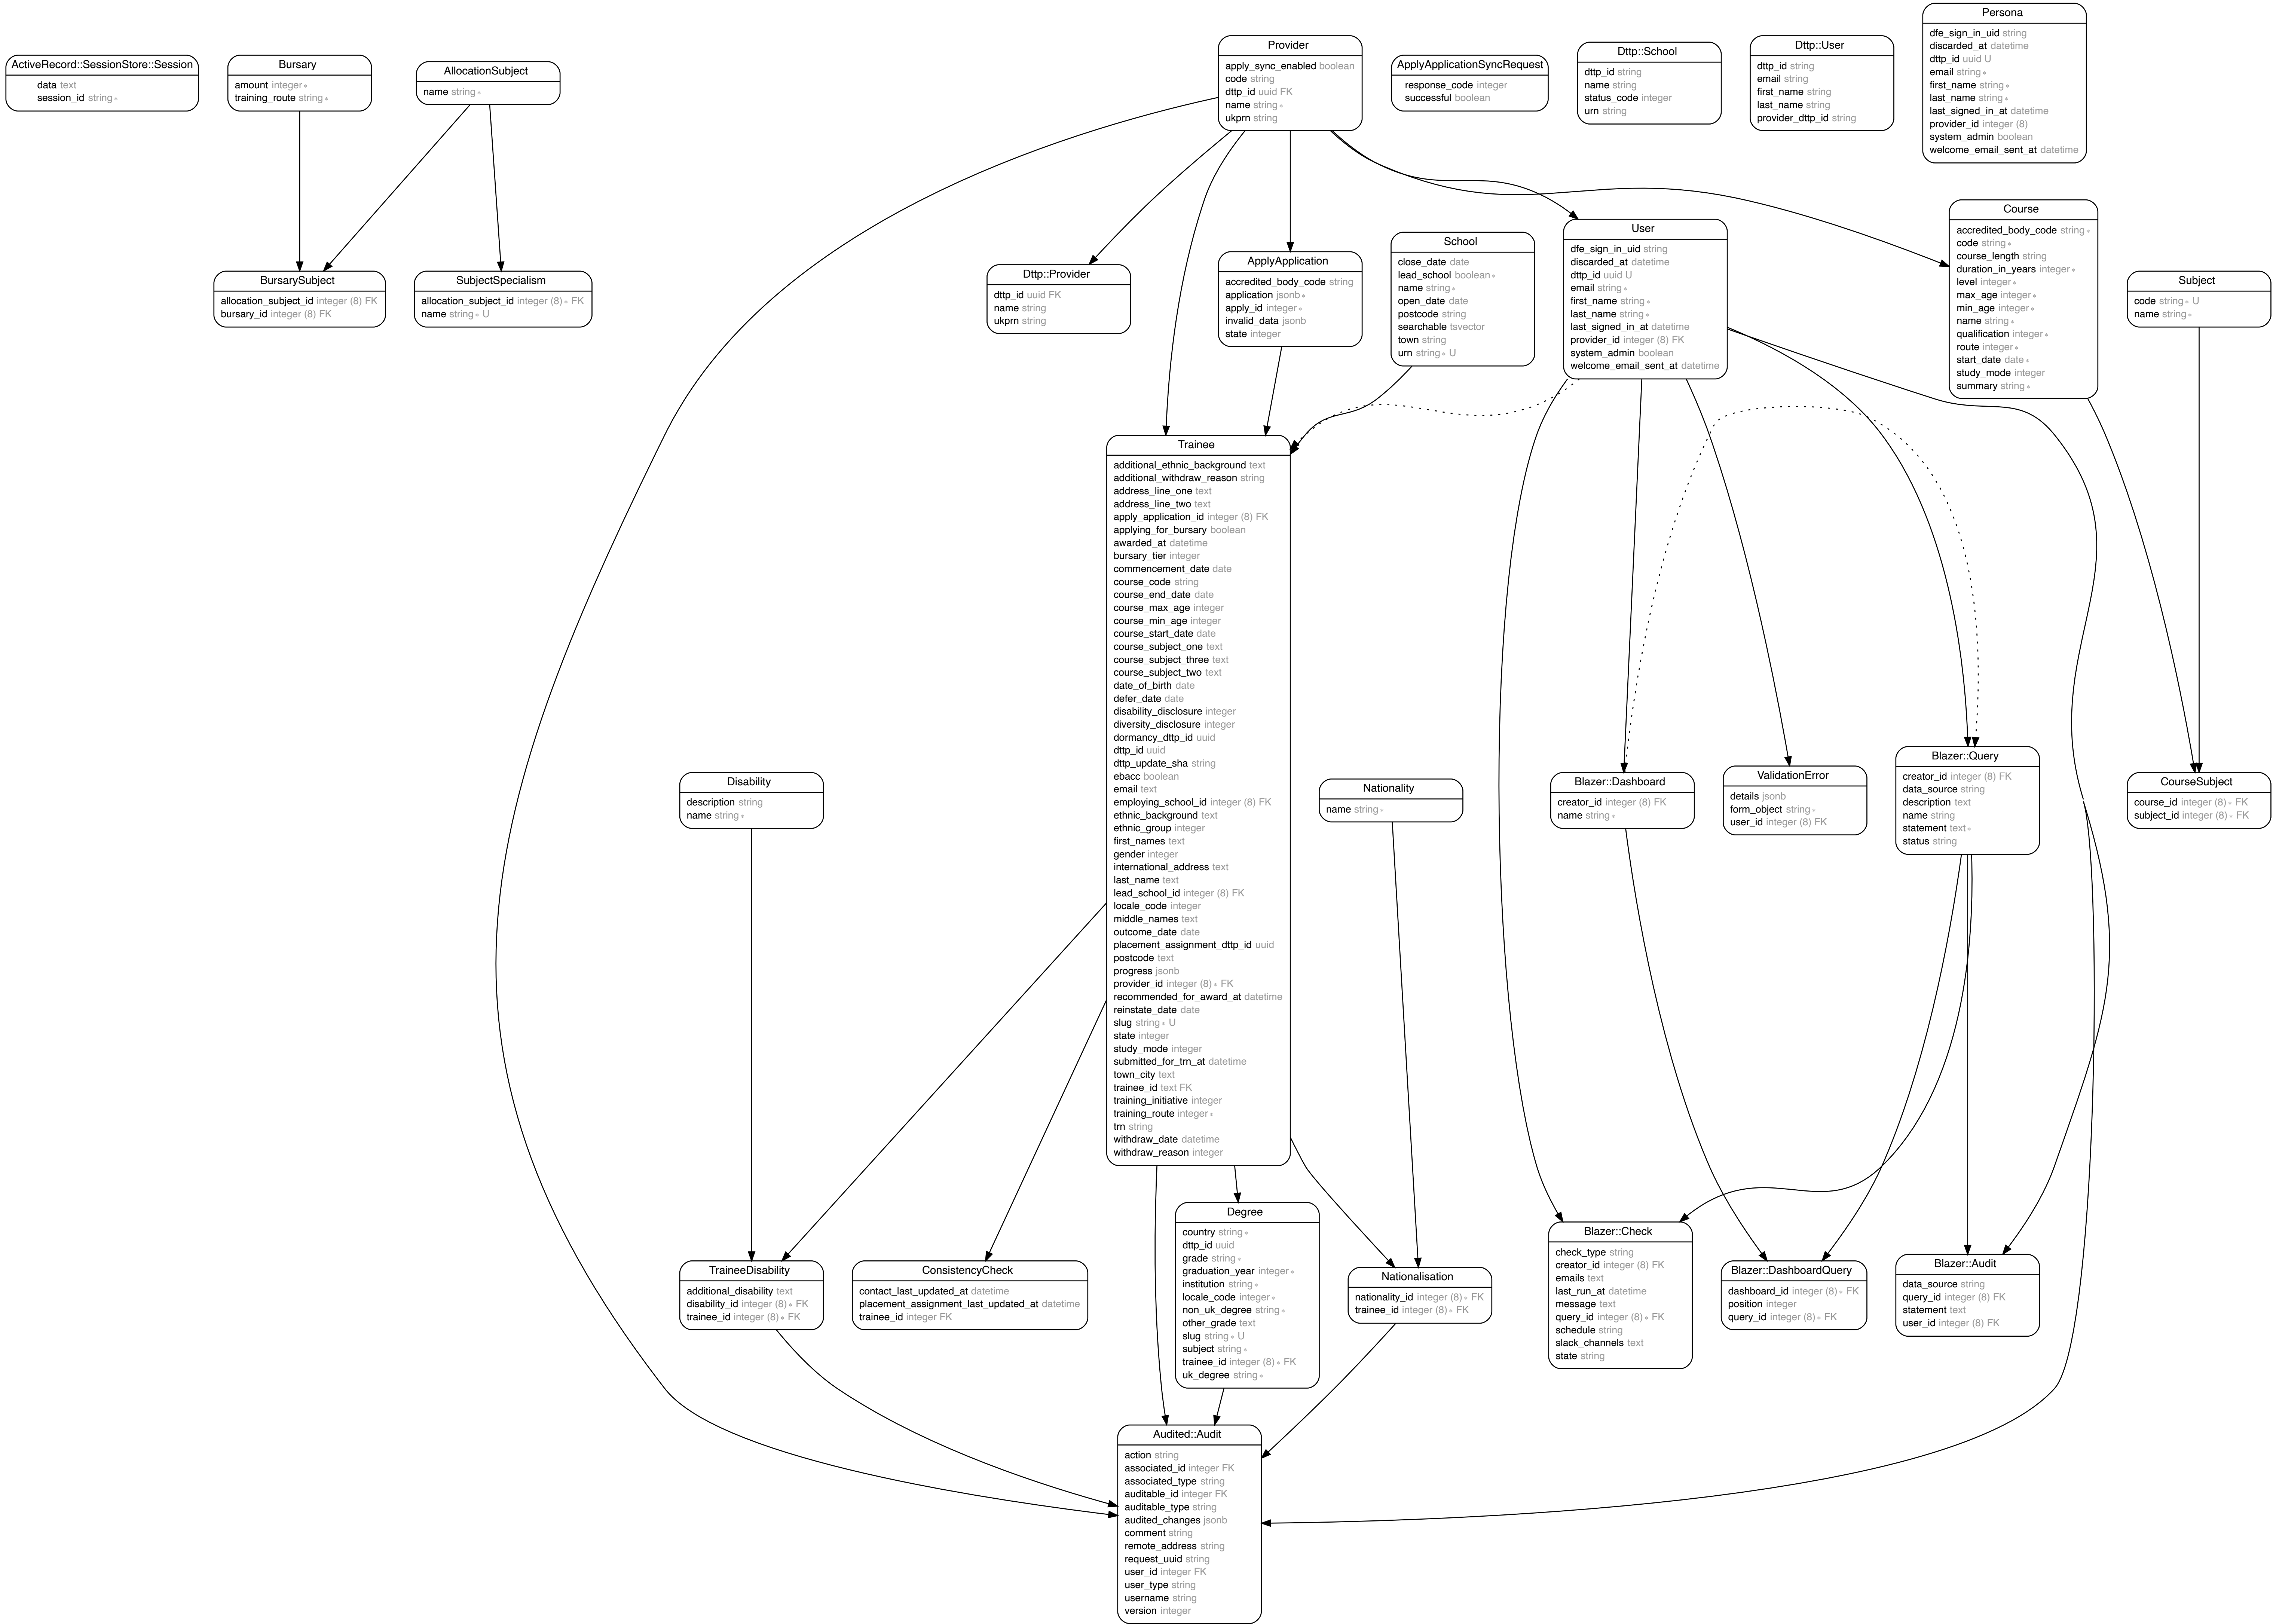 ActiveRecord::SessionStore::Session
data text
session_id string ∗
Bursary
amount integer ∗
training_route string ∗
AllocationSubject
name string ∗
Provider
apply_sync_enabled boolean
code string
dttp_id uuid FK
name string ∗
ukprn string
ApplyApplicationSyncRequest
response_code integer
successful boolean
Dttp::School
dttp_id string
name string
status_code integer
urn string
Dttp::User
dttp_id string
email string
first_name string
last_name string
provider_dttp_id string
Persona
dfe_sign_in_uid string
discarded_at datetime
dttp_id uuid U
email string ∗
first_name string ∗
last_name string ∗
last_signed_in_at datetime
provider_id integer (8)
system_admin boolean
welcome_email_sent_at datetime
BursarySubject
allocation_subject_id integer (8) FK
bursary_id integer (8) FK
SubjectSpecialism
allocation_subject_id integer (8) ∗ FK
name string ∗ U
Dttp::Provider
dttp_id uuid FK
name string
ukprn string
ApplyApplication
accredited_body_code string
application jsonb ∗
apply_id integer ∗
invalid_data jsonb
state integer
School
close_date date
lead_school boolean ∗
name string ∗
open_date date
postcode string
searchable tsvector
town string
urn string ∗ U
User
dfe_sign_in_uid string
discarded_at datetime
dttp_id uuid U
email string ∗
first_name string ∗
last_name string ∗
last_signed_in_at datetime
provider_id integer (8) FK
system_admin boolean
welcome_email_sent_at datetime
Course
accredited_body_code string ∗
code string ∗
course_length string
duration_in_years integer ∗
level integer ∗
max_age integer ∗
min_age integer ∗
name string ∗
qualification integer ∗
route integer ∗
start_date date ∗
study_mode integer
summary string ∗
Subject
code string ∗ U
name string ∗
Trainee
additional_ethnic_background text
additional_withdraw_reason string
address_line_one text
address_line_two text
apply_application_id integer (8) FK
applying_for_bursary boolean
awarded_at datetime
bursary_tier integer
commencement_date date
course_code string
course_end_date date
course_max_age integer
course_min_age integer
course_start_date date
course_subject_one text
course_subject_three text
course_subject_two text
date_of_birth date
defer_date date
disability_disclosure integer
diversity_disclosure integer
dormancy_dttp_id uuid
dttp_id uuid
dttp_update_sha string
ebacc boolean
email text
employing_school_id integer (8) FK
ethnic_background text
ethnic_group integer
first_names text
gender integer
international_address text
last_name text
lead_school_id integer (8) FK
locale_code integer
middle_names text
outcome_date date
placement_assignment_dttp_id uuid
postcode text
progress jsonb
provider_id integer (8) ∗ FK
recommended_for_award_at datetime
reinstate_date date
slug string ∗ U
state integer
study_mode integer
submitted_for_trn_at datetime
town_city text
trainee_id text FK
training_initiative integer
training_route integer ∗
trn string
withdraw_date datetime
withdraw_reason integer
Disability
description string
name string ∗
Nationality
name string ∗
Blazer::Dashboard
creator_id integer (8) FK
name string ∗
ValidationError
details jsonb
form_object string ∗
user_id integer (8) FK
Blazer::Query
creator_id integer (8) FK
data_source string
description text
name string
statement text ∗
status string
CourseSubject
course_id integer (8) ∗ FK
subject_id integer (8) ∗ FK
TraineeDisability
additional_disability text
disability_id integer (8) ∗ FK
trainee_id integer (8) ∗ FK
ConsistencyCheck
contact_last_updated_at datetime
placement_assignment_last_updated_at datetime
trainee_id integer FK
Degree
country string ∗
dttp_id uuid
grade string ∗
graduation_year integer ∗
institution string ∗
locale_code integer ∗
non_uk_degree string ∗
other_grade text
slug string ∗ U
subject string ∗
trainee_id integer (8) ∗ FK
uk_degree string ∗
Nationalisation
nationality_id integer (8) ∗ FK
trainee_id integer (8) ∗ FK
Blazer::Check
check_type string
creator_id integer (8) FK
emails text
last_run_at datetime
message text
query_id integer (8) ∗ FK
schedule string
slack_channels text
state string
Blazer::DashboardQuery
dashboard_id integer (8) ∗ FK
position integer
query_id integer (8) ∗ FK
Blazer::Audit
data_source string
query_id integer (8) FK
statement text
user_id integer (8) FK
Audited::Audit
action string
associated_id integer FK
associated_type string
auditable_id integer FK
auditable_type string
audited_changes jsonb
comment string
remote_address string
request_uuid string
user_id integer FK
user_type string
username string
version integer